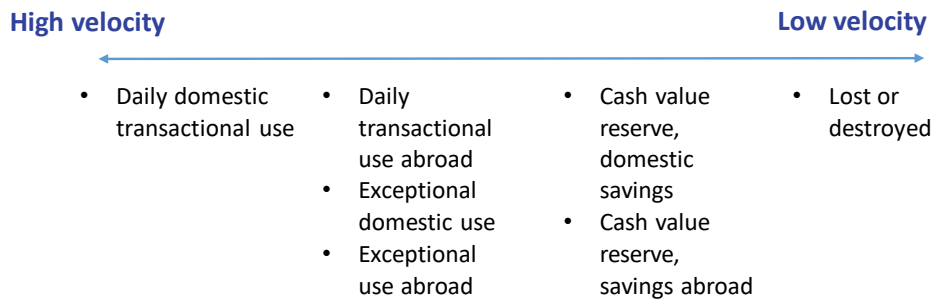 High velocity
Low velocity
• Daily domestic
transactional use
• Daily
transactional
use abroad
• Exceptional
domestic use
• Exceptional
use abroad
• Cash value
reserve,
domestic
savings
• Cash value
reserve,
savings abroad
• Lost or
destroyed